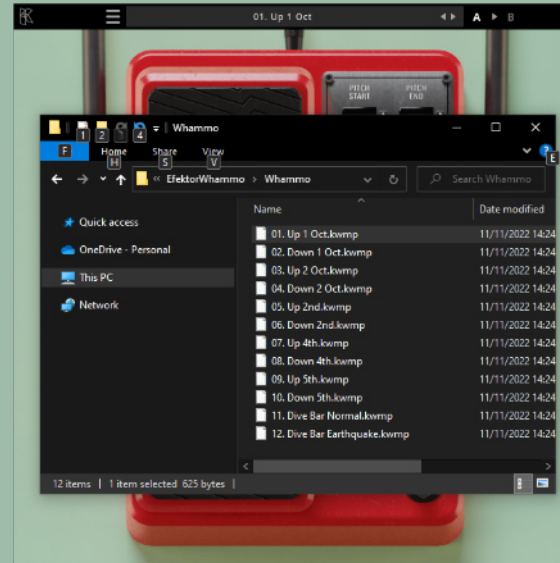 01. Up 1 Oct
A
B
PITCH START
PITCH END
1
2
3
4
Whammo
F
Home
Share
View
H
S
V
E
« EfektorWhammo > Whammo
Search Whammo
Name
Date modified
Quick access
OneDrive - Personal
This PC
Network
01. Up 1 Oct.kwmp 11/11/2022 14:24
02. Down 1 Oct.kwmp 11/11/2022 14:24
03. Up 2 Oct.kwmp 11/11/2022 14:24
04. Down 2 Oct.kwmp 11/11/2022 14:24
05. Up 2nd.kwmp 11/11/2022 14:24
06. Down 2nd.kwmp 11/11/2022 14:24
07. Up 4th.kwmp 11/11/2022 14:24
08. Down 4th.kwmp 11/11/2022 14:24
09. Up 5th.kwmp 11/11/2022 14:24
10. Down 5th.kwmp 11/11/2022 14:24
11. Dive Bar Normal.kwmp 11/11/2022 14:24
12. Dive Bar Earthquake.kwmp 11/11/2022 14:24
12 items | 1 item selected 625 bytes |